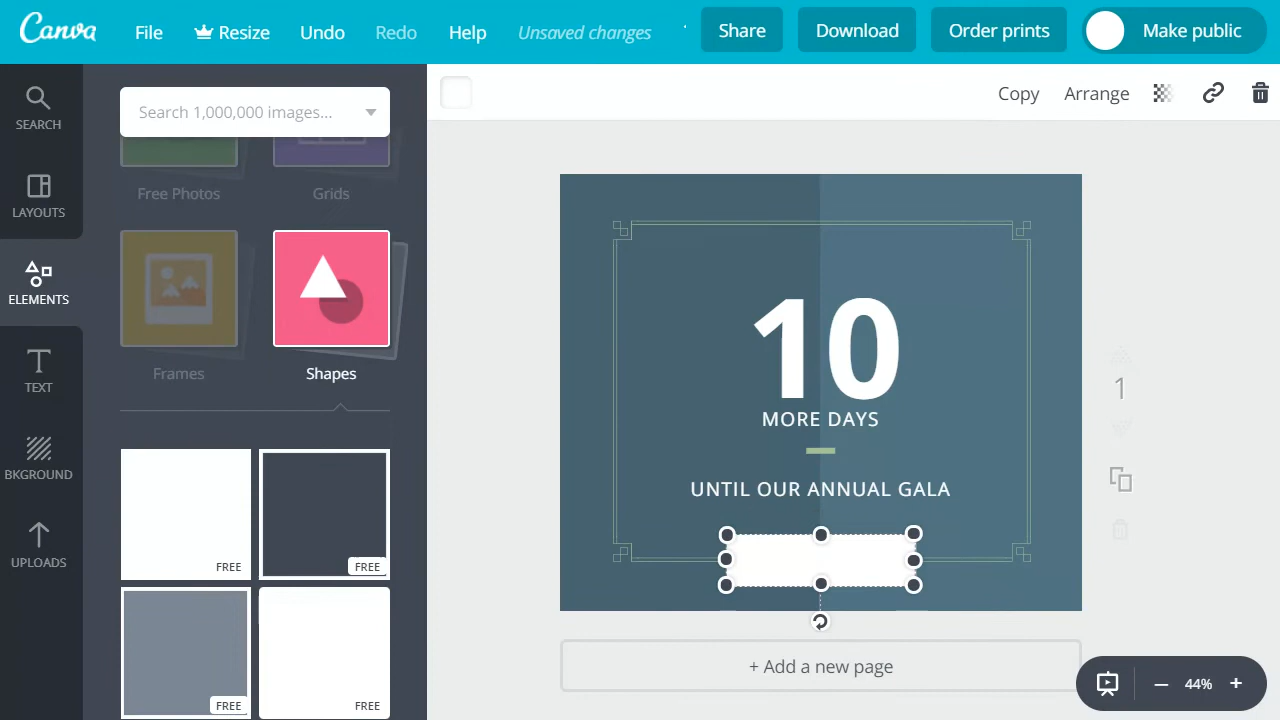 Canva
File
Resize
Undo
Redo
Help
Unsaved changes
Share
Download
Order prints
Make public
SEARCH
LAYOUTS
ELEMENTS
TEXT
BKGROUND
UPLOADS
Search 1,000,000 images...
Free Photos
Grids
Frames
Shapes
FREE
FREE
FREE
FREE
Copy
Arrange
10
MORE DAYS
UNTIL OUR ANNUAL GALA
1
+ Add a new page
44%